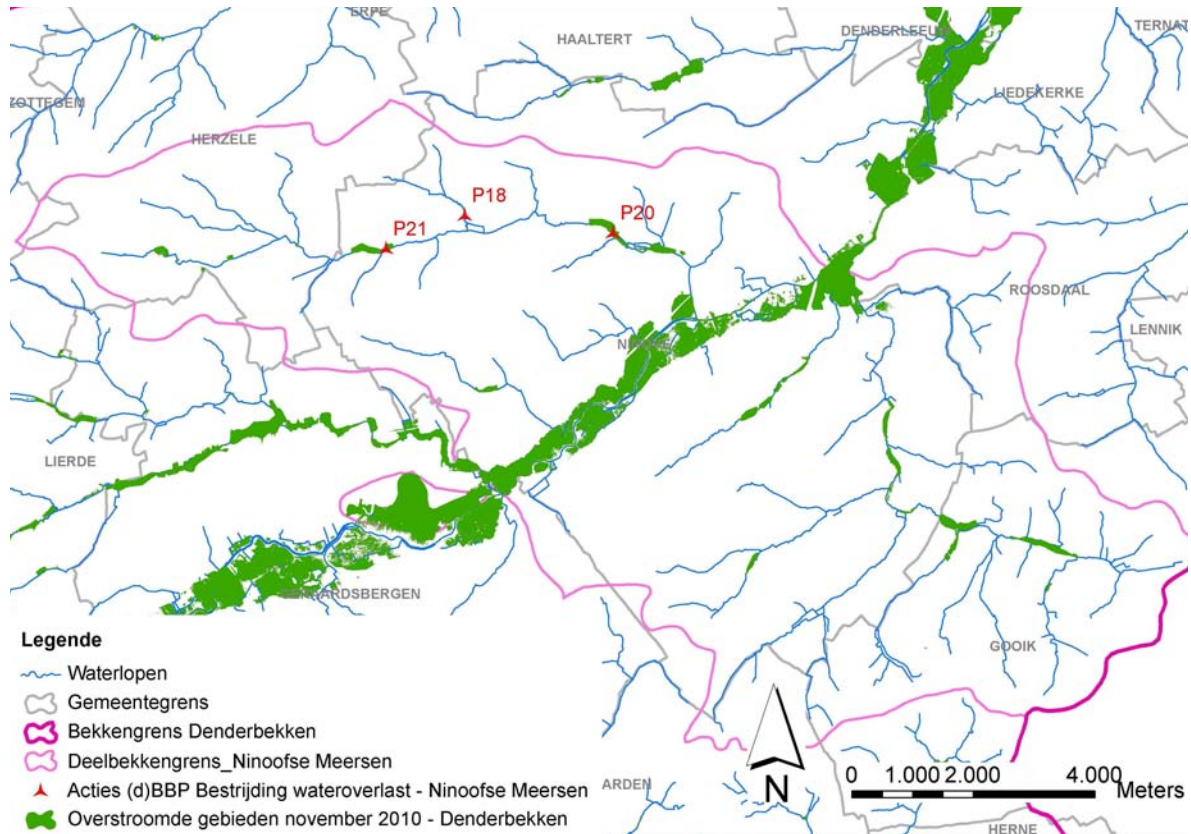 ERPE
HAALTERT
DENDERLEEUW
TERNAT
ZOTTEGEM
LIEDEKERKE
HERZELE
P18
P21
P20
ROOSDAAL
LENNIK
LIERDE
GOOIK
ARDEN
HERNE
Legende
Waterlopen
Gemeentegrens
Bekkengrens Denderbekken
Deelbekkengrens_Ninoofse Meersen
Acties (d)BBP Bestrijding wateroverlast - Ninoofse Meersen
Overstroomde gebieden november 2010 - Denderbekken
N
0 1.000 2.000 4.000
Meters